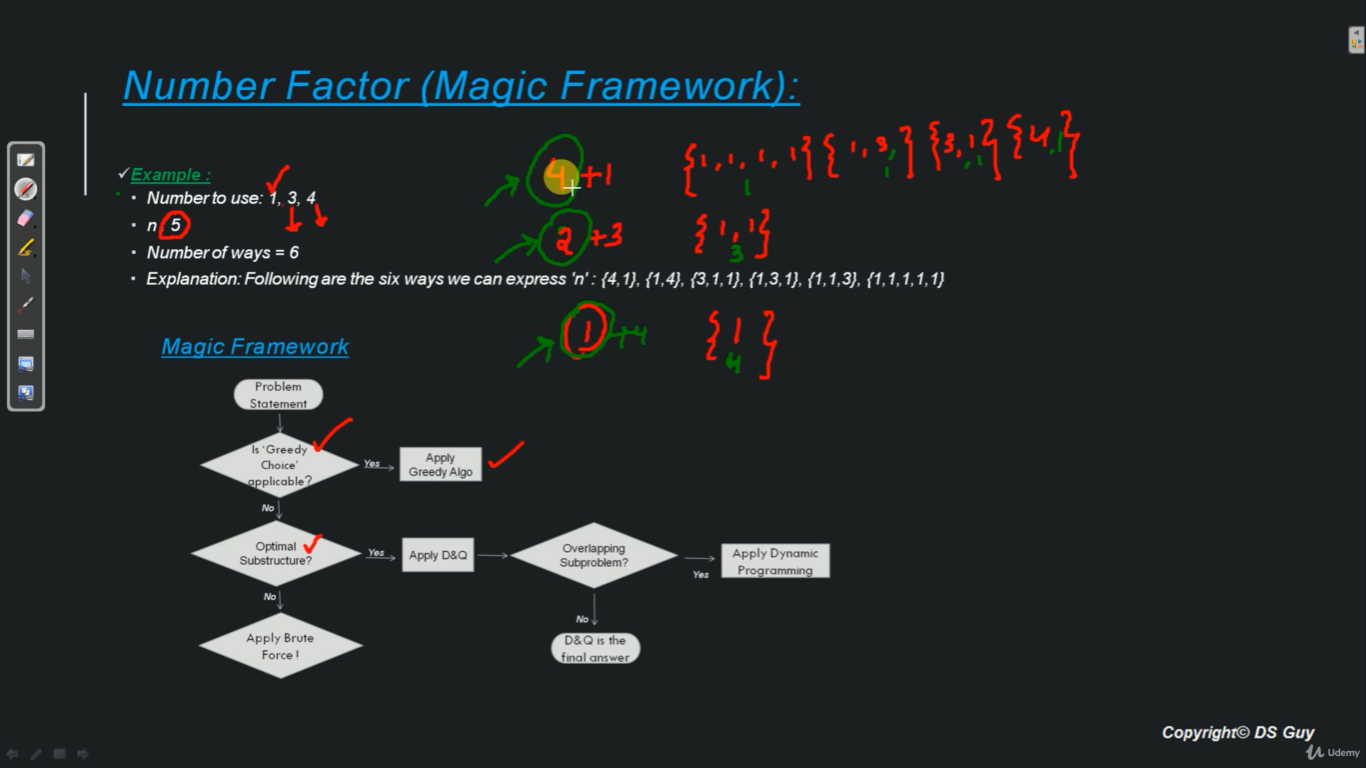 Number Factor (Magic Framework):
Example :
Number to use: 1, 3, 4
n 5
Number of ways = 6
Explanation: Following are the six ways we can express 'n' : {4,1}, {1,4}, {3,1,1}, {1,3,1}, {1,1,3}, {1,1,1,1,1}
4 +1 {1, 1, 1, 1} {1, 3, } {3, 1, } {4, }
1 1 1 1
2 +3 {1, 1}
3
1 +4 {1 }
4
Magic Framework
Problem
Statement
Is 'Greedy
Choice'
applicable?
Yes
Apply
Greedy Algo
No
Optimal
Substructure?
Yes
Apply D&Q
Overlapping
Subproblem?
Yes
Apply Dynamic
Programming
No
Apply Brute
Force !
No
D&Q is the
final answer
Copyright© DS Guy
Udemy